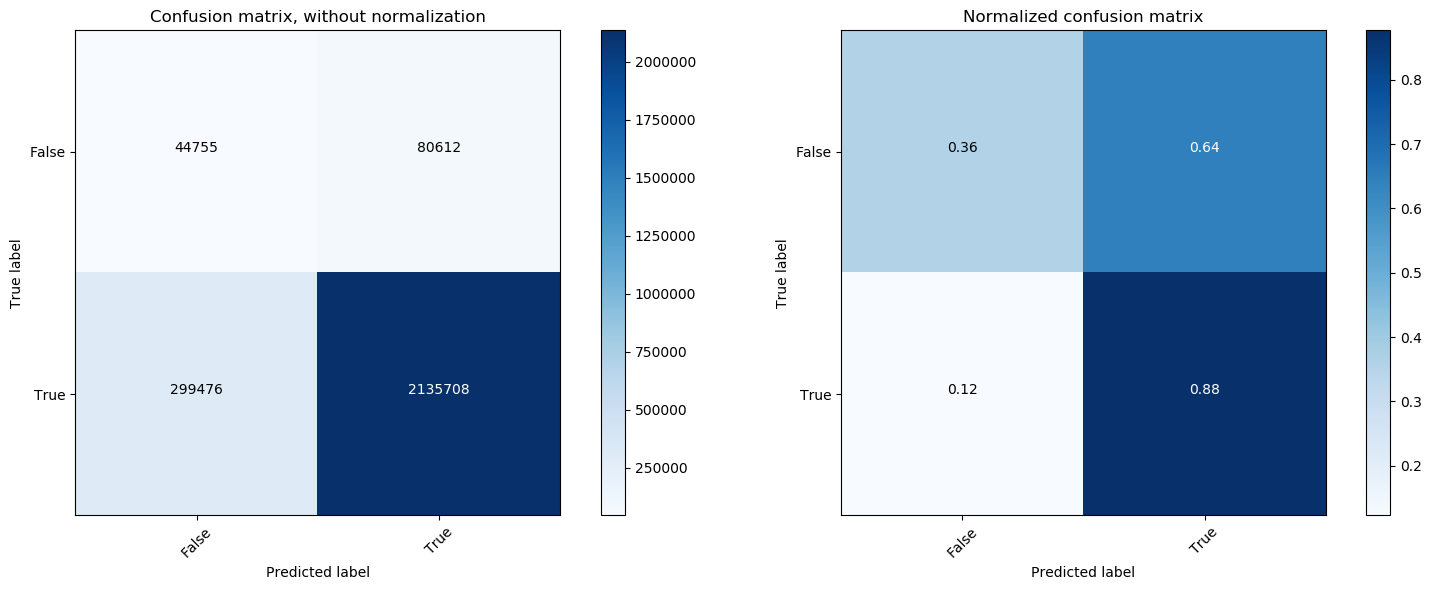 Confusion matrix, without normalization
False
True
True label
44755
80612
299476
2135708
False
True
Predicted label
2000000
1750000
1500000
1250000
1000000
750000
500000
250000
Normalized confusion matrix
False
True
True label
0.36
0.64
0.12
0.88
False
True
Predicted label
0.8
0.7
0.6
0.5
0.4
0.3
0.2